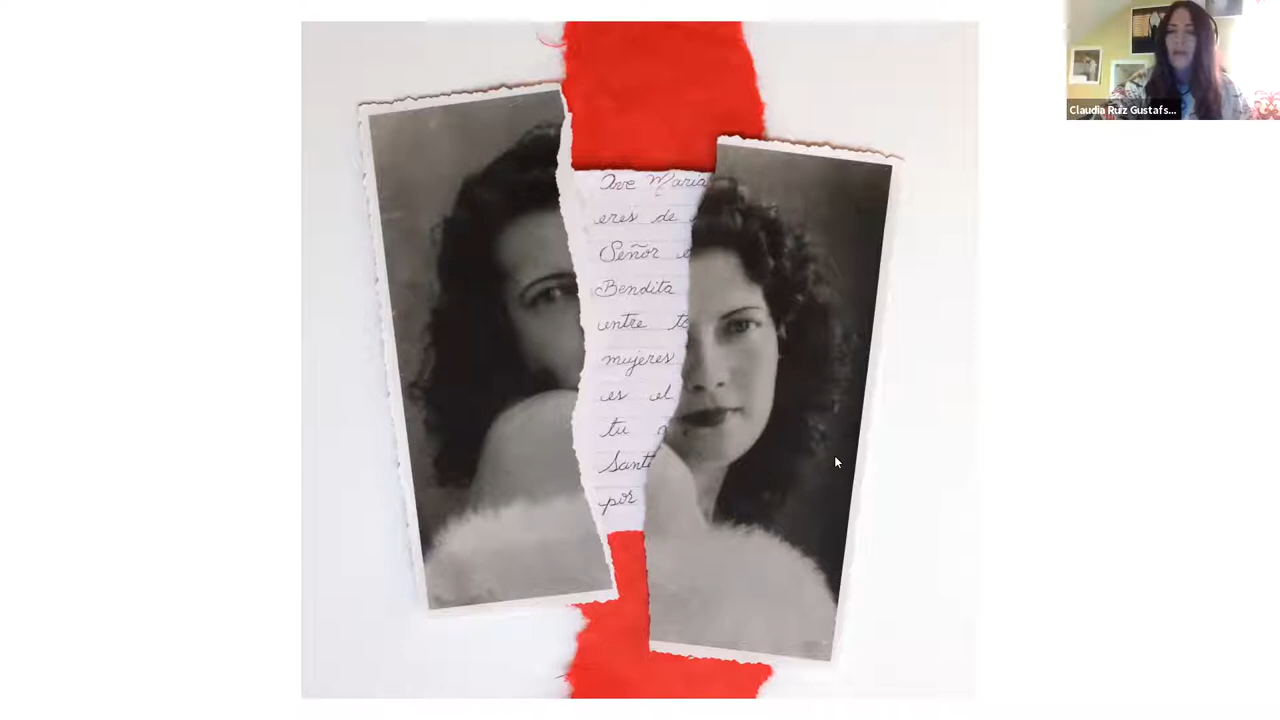 Ave Maria
eres de
Señor
Bendita
entre
mujeres
es el
tu
Sant
por
Claudia Ruiz Gustafs...